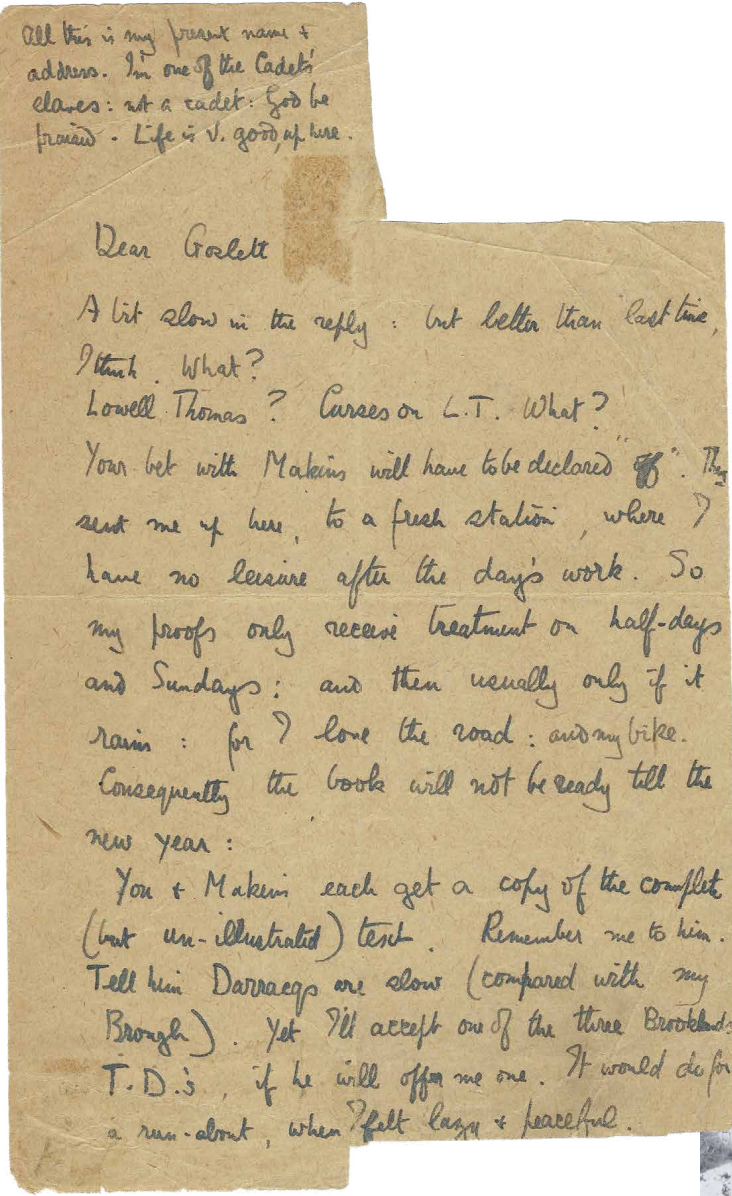 All this is my present name +
address. I'm one of the Cadets'
slaves: not a cadet: God be
praised. Life is v. good, up here.
Dear Goslett
A bit slow in the reply: but better than last time,
I think. What?
Lowell Thomas? Curses on L.T. What?
Your bet with Makins will have to be declared "off". They
sent me up here, to a fresh station, where I
have no leisure after the day's work. So
my proofs only receive treatment on half-days
and Sundays: and then usually only if it
rains: for I love the road: and my bike.
Consequently the book will not be ready till the
new year:
You + Makins each get a copy of the complete
(but un-illustrated) text. Remember me to him.
Tell him Darracqs are slow (compared with my
Brough). Yet I'll accept one of the three Brooklands
T.D.'s, if he will offer me one. It would do for
a run-about, when I felt lazy + peaceful.